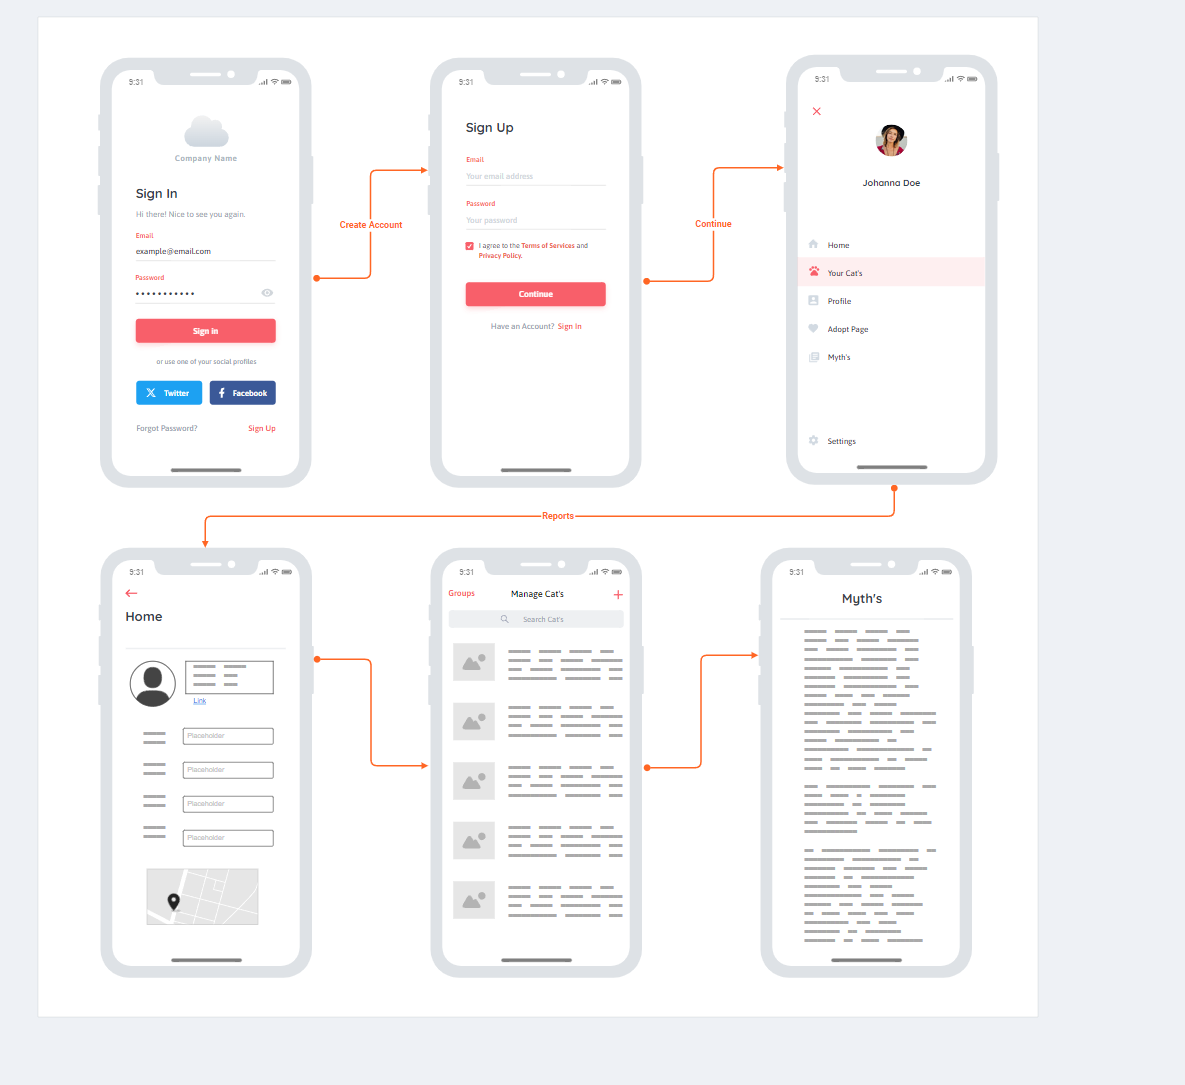 9:31
Company Name
Sign In
Hi there! Nice to see you again.
Email
example@email.com
Password
Sign in
or use one of your social profiles
Twitter
Facebook
Forgot Password?
Sign Up
Create Account
9:31
Sign Up
Email
Your email address
Password
Your password
I agree to the Terms of Services and
Privacy Policy.
Continue
Have an Account? Sign In
Continue
9:31
Johanna Doe
Home
Your Cat's
Profile
Adopt Page
Myth's
Settings
Reports
9:31
Home
Link
Placeholder
Placeholder
Placeholder
Placeholder
9:31
Groups
Manage Cat's
Search Cat's
9:31
Myth's